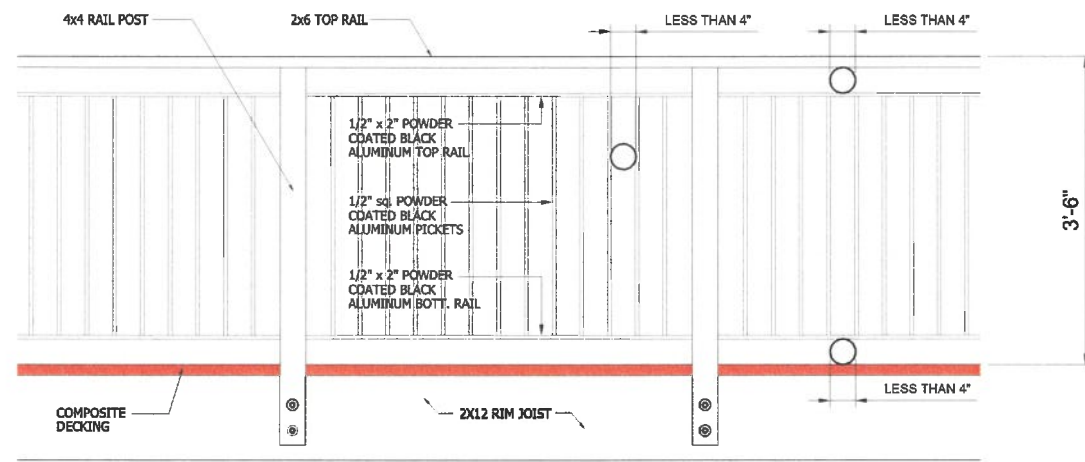 4x4 RAIL POST
2x6 TOP RAIL
LESS THAN 4"
LESS THAN 4"
1/2" x 2" POWDER
COATED BLACK
ALUMINUM TOP RAIL
1/2" sq. POWDER
COATED BLACK
ALUMINUM PICKETS
1/2" x 2" POWDER
COATED BLACK
ALUMINUM BOTT. RAIL
3'-6"
COMPOSITE
DECKING
2X12 RIM JOIST
LESS THAN 4"